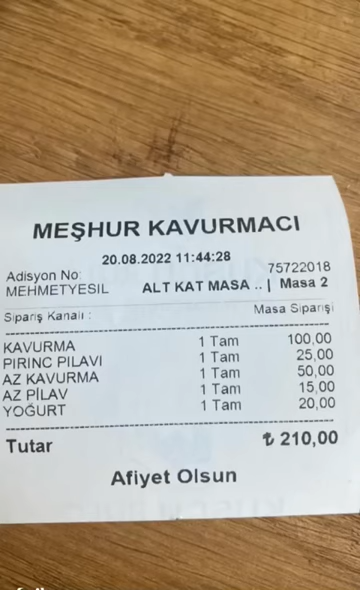 MEŞHUR KAVURMACI
20.08.2022 11:44:28
Adisyon No: 75722018
MEHMETYESIL ALT KAT MASA .. | Masa 2
Sipariş Kanalı : Masa Siparişi
KAVURMA 1 Tam 100,00
PIRINC PILAVI 1 Tam 25,00
AZ KAVURMA 1 Tam 50,00
AZ PİLAV 1 Tam 15,00
YOĞURT 1 Tam 20,00
Tutar ₺ 210,00
Afiyet Olsun